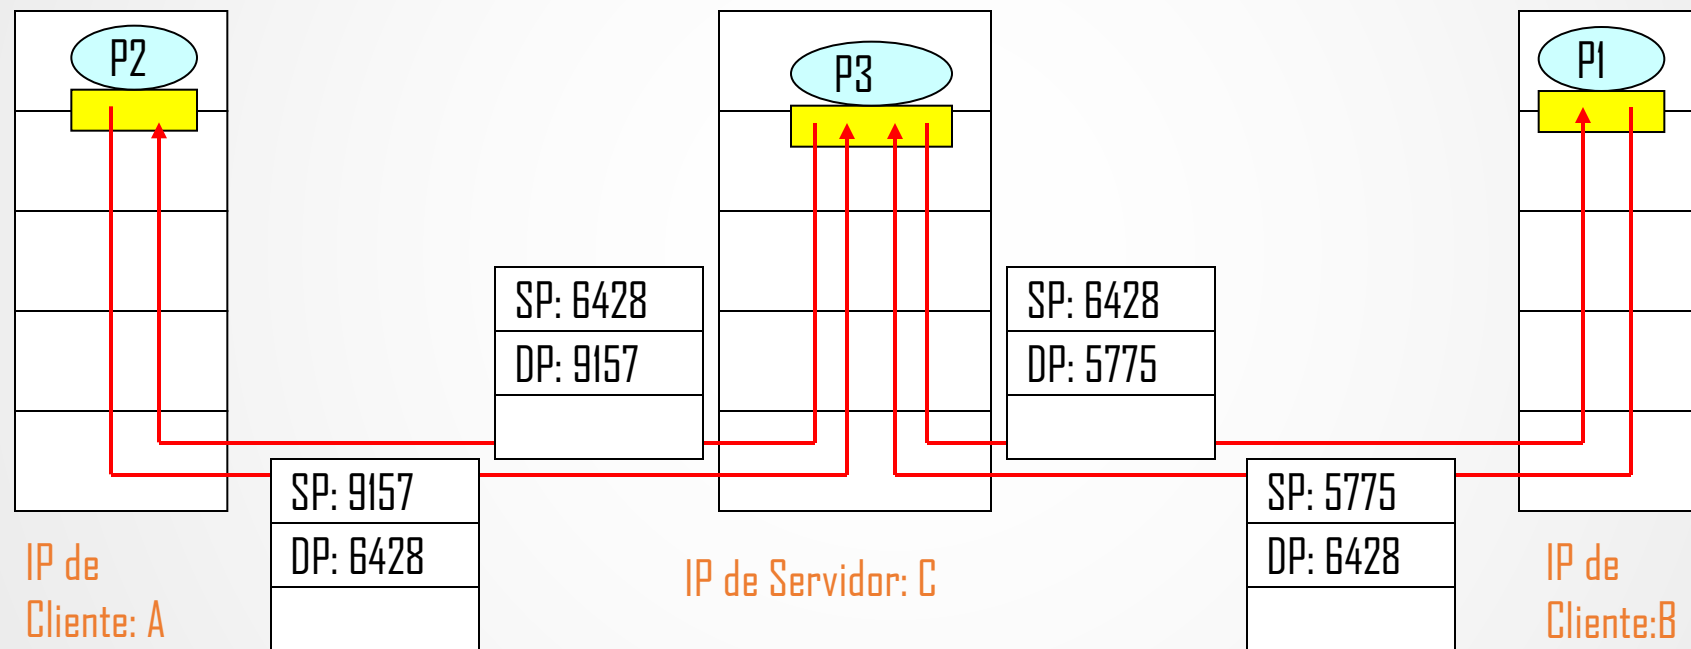 P2
P3
P1
SP: 6428
DP: 9157
SP: 6428
DP: 5775
SP: 9157
DP: 6428
SP: 5775
DP: 6428
IP de
Cliente: A
IP de Servidor: C
IP de
Cliente:B